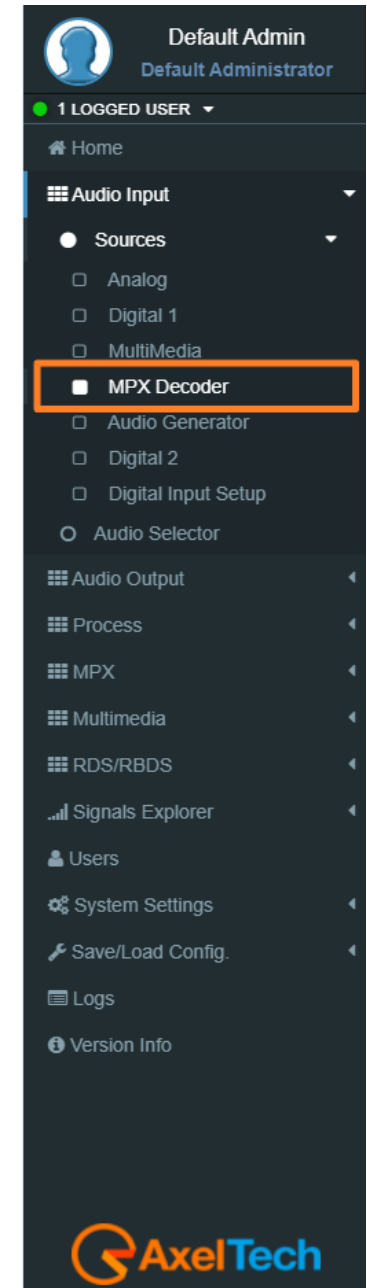 Default Admin
Default Administrator
1 LOGGED USER
Home
Audio Input
Sources
Analog
Digital 1
MultiMedia
MPX Decoder
Audio Generator
Digital 2
Digital Input Setup
Audio Selector
Audio Output
Process
MPX
Multimedia
RDS/RBDS
Signals Explorer
Users
System Settings
Save/Load Config.
Logs
Version Info
AxelTech